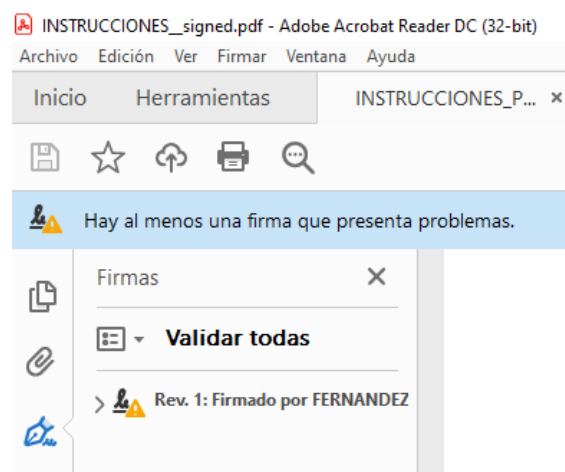 INSTRUCCIONES__signed.pdf - Adobe Acrobat Reader DC (32-bit)
Archivo Edición Ver Firmar Ventana Ayuda
Inicio Herramientas INSTRUCCIONES_P... ×
Hay al menos una firma que presenta problemas.
Firmas
Validar todas
Rev. 1: Firmado por FERNANDEZ